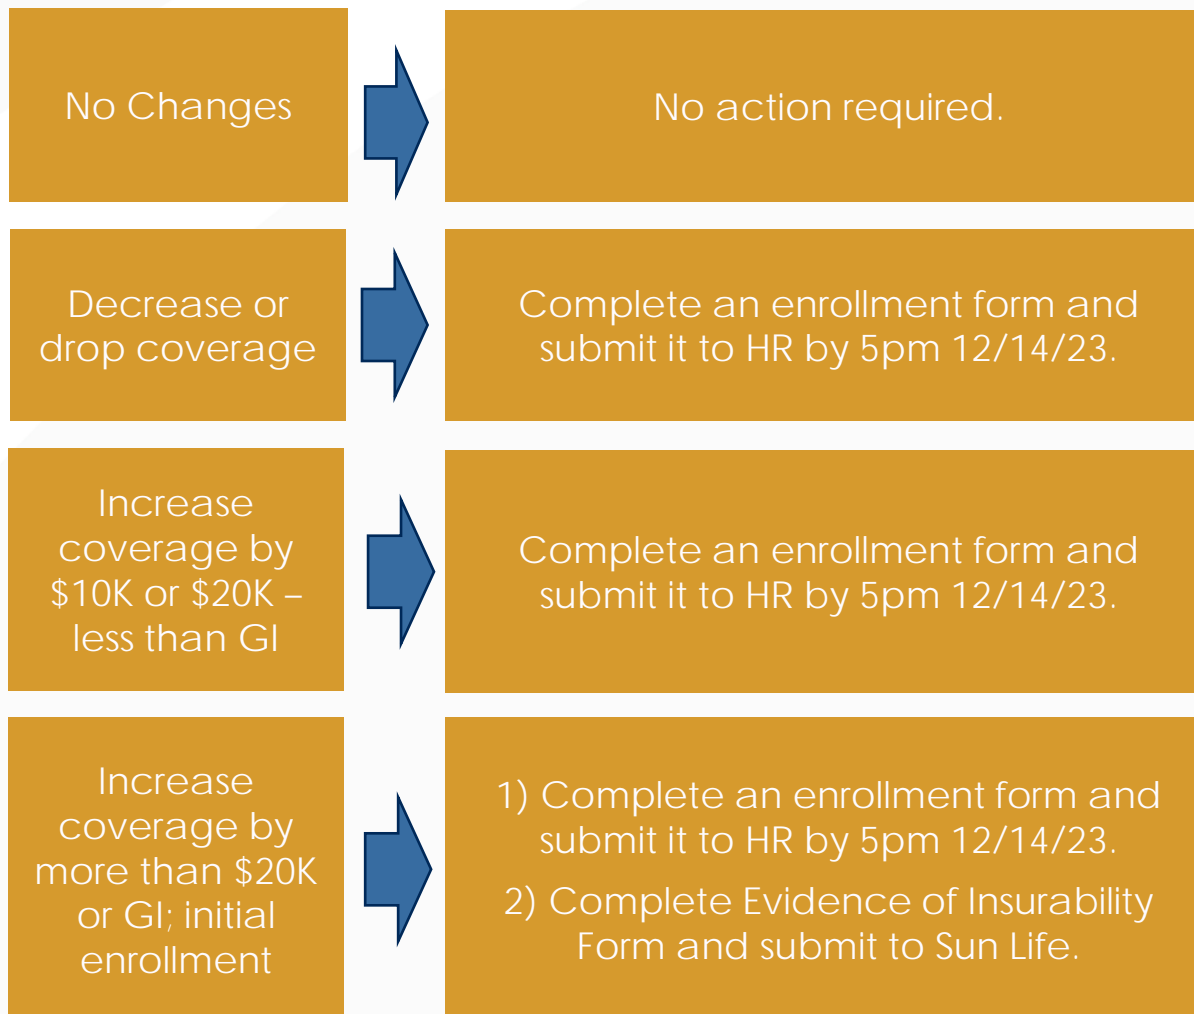 No Changes
No action required.
Decrease or
drop coverage
Complete an enrollment form and
submit it to HR by 5pm 12/14/23.
Increase
coverage by
$10K or $20K –
less than GI
Complete an enrollment form and
submit it to HR by 5pm 12/14/23.
Increase
coverage by
more than $20K
or GI; initial
enrollment
1) Complete an enrollment form and
submit it to HR by 5pm 12/14/23.
2) Complete Evidence of Insurability
Form and submit to Sun Life.